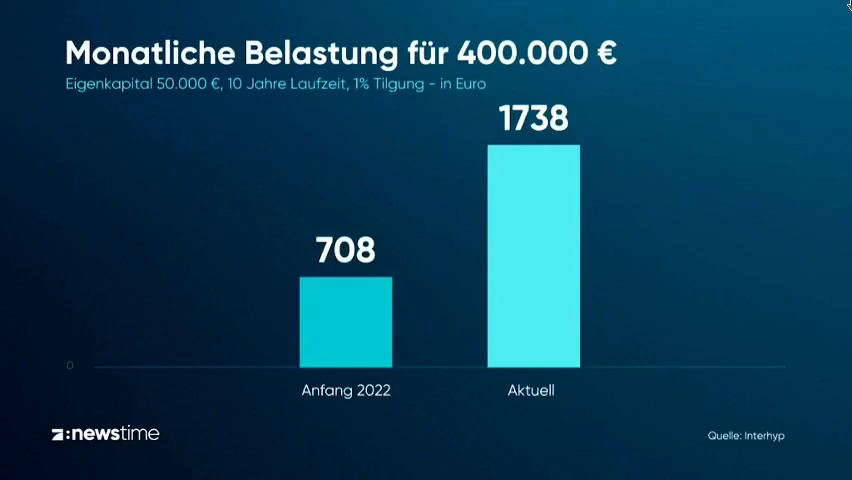 Monatliche Belastung für 400.000 €
Eigenkapital 50.000 €, 10 Jahre Laufzeit, 1% Tilgung - in Euro
1738
708
0
Anfang 2022
Aktuell
:newstime
Quelle: Interhyp